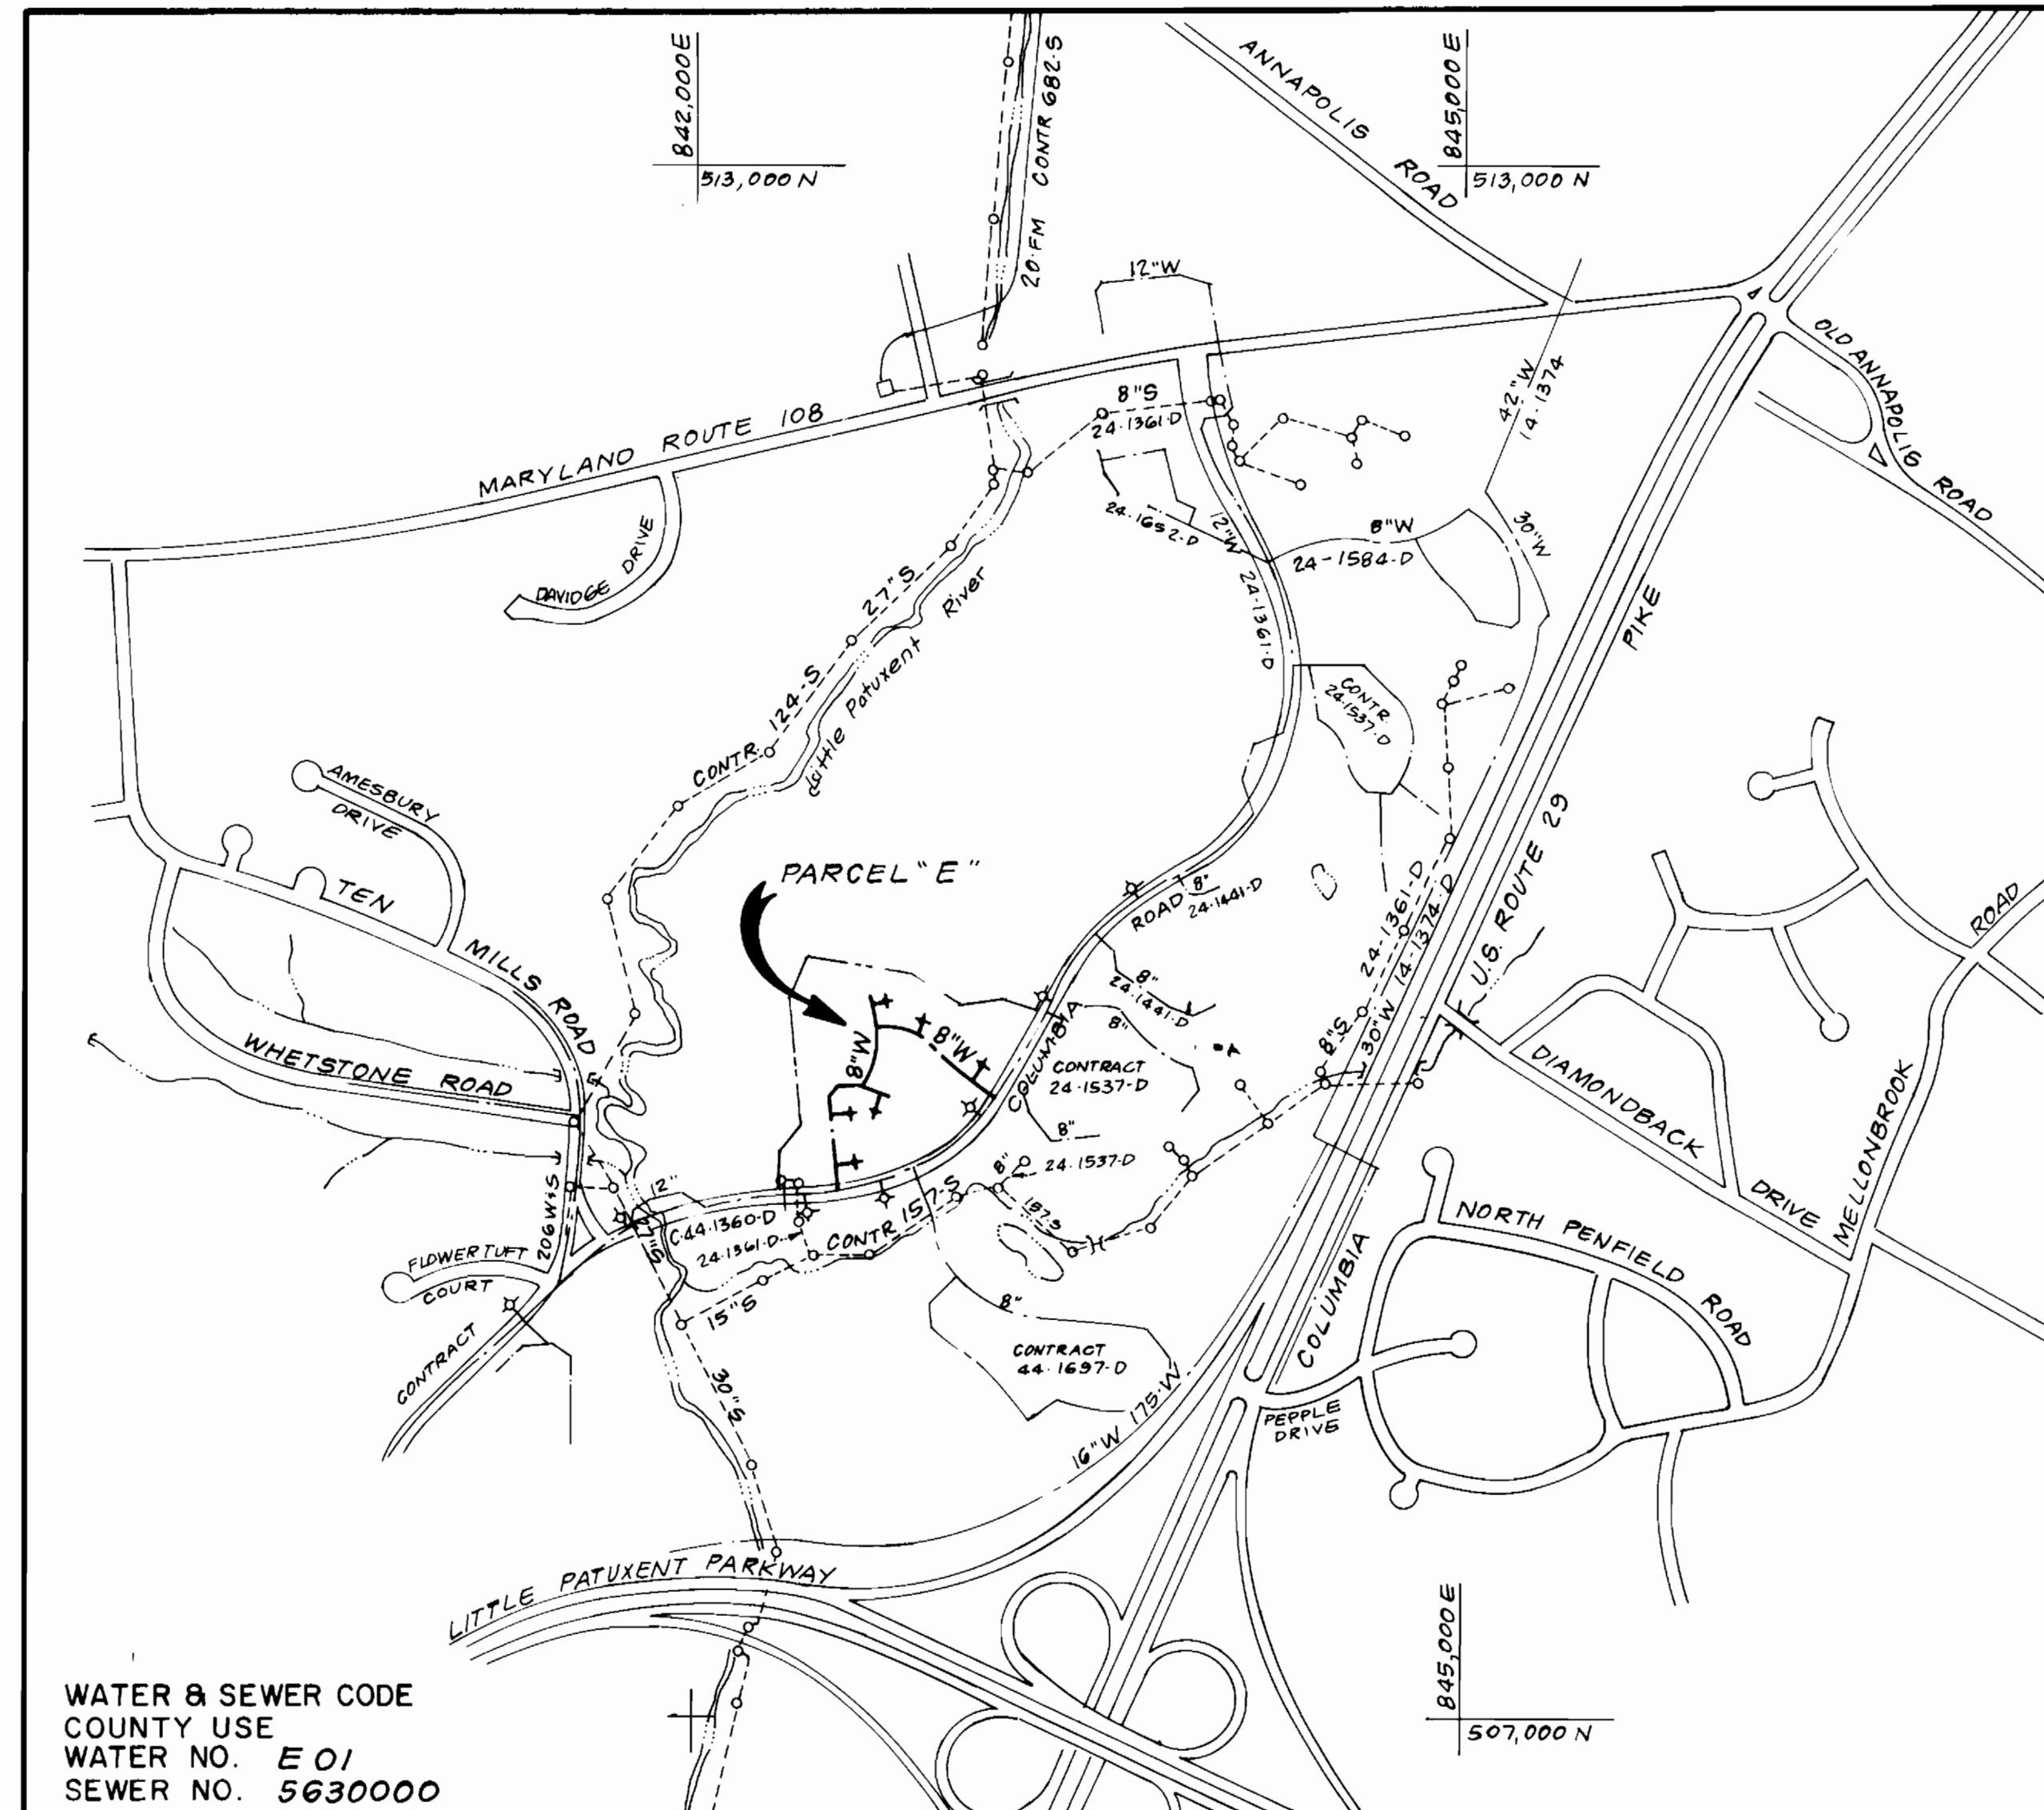 842,000E
513,000 N
20·FM CONTR 682·S
ANNAPOLIS ROAD
845,000 E
513,000 N
12"W
OLD ANNAPOLIS ROAD
42"W
14·1374
MARYLAND ROUTE 108
8"S
24·1361·D
24·1652·D
12"W
24·1361·D
8"W
24-1584-D
30"W
DAVIDGE DRIVE
27"S
CONTR. 124·S
Little Patuxent River
CONTR.
24·1537·D
PIKE
AMESBURY
DRIVE
TEN MILLS ROAD
PARCEL "E"
COLUMBIA ROAD
8"
24·1441·D
8"
24·1441·D
8"
24-1361-D
14-1374·D
U.S. ROUTE 29
8"S
30"W
ROAD
WHETSTONE ROAD
8"W
8"W
CONTRACT
24·1537-D
8"
8"
24·1537·D
DIAMONDBACK DRIVE
MELLONBROOK
206 W&S
12"
C·44·1360·D
24·1361·D
27"S
CONTR 157·S
157·S
FLOWERTUFT
COURT
CONTRACT
15"S
8"
CONTRACT
44·1697·D
NORTH PENFIELD ROAD
COLUMBIA
PEPPLE
DRIVE
30"S
16"W 175·W
LITTLE PATUXENT PARKWAY
845,000E
507,000 N
WATER & SEWER CODE
COUNTY USE
WATER NO. E 01
SEWER NO. 5630000